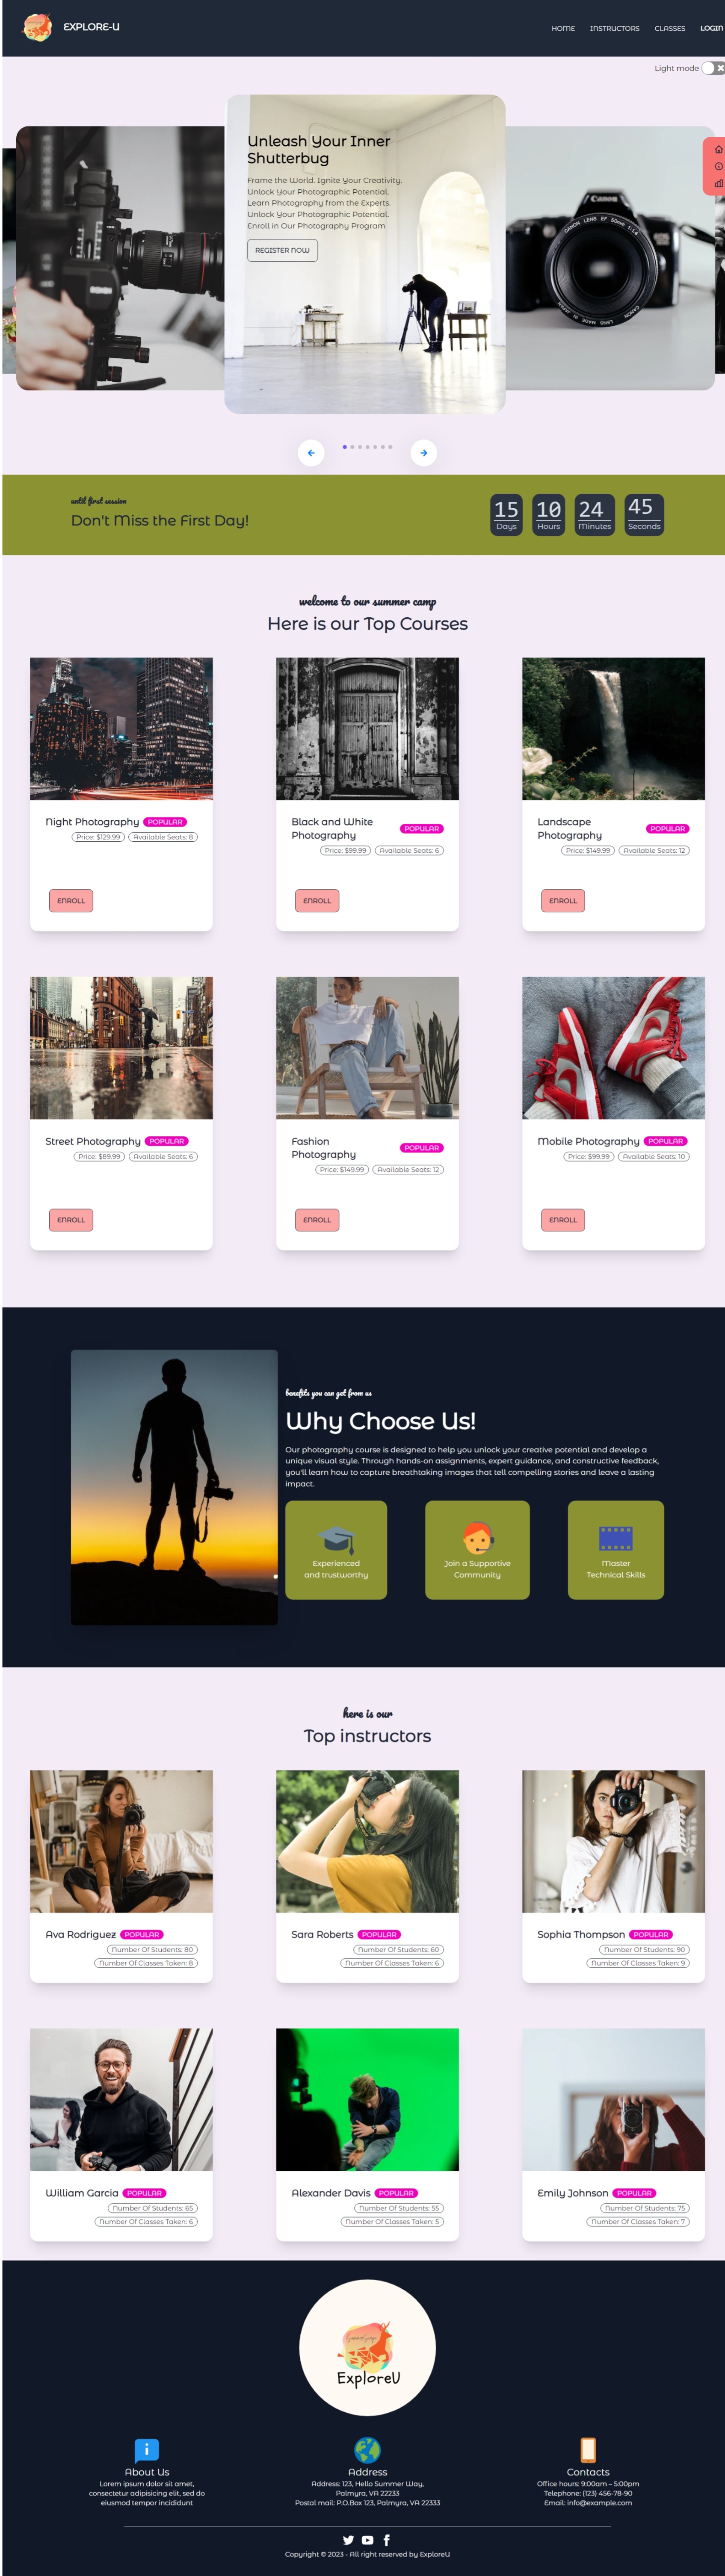 EXPLORE-U
HOME INSTRUCTORS CLASSES LOGIN
Light mode
Unleash Your Inner
Shutterbug
Frame the World. Ignite Your Creativity.
Unlock Your Photographic Potential.
Learn Photography from the Experts.
Unlock Your Photographic Potential.
Enroll in Our Photography Program
REGISTER NOW
Canon
CANON LENS EF 50mm 1:1.4
CANON LENS MADE IN JAPAN
until first session
Don't Miss the First Day!
15 10 24 45
Days Hours Minutes Seconds
welcome to our summer camp
Here is our Top Courses
Night Photography POPULAR
Price: $129.99 Available Seats: 8
ENROLL
Black and White
Photography POPULAR
Price: $99.99 Available Seats: 6
ENROLL
Landscape
Photography POPULAR
Price: $149.99 Available Seats: 12
ENROLL
Street Photography POPULAR
Price: $89.99 Available Seats: 6
ENROLL
Fashion
Photography POPULAR
Price: $149.99 Available Seats: 12
ENROLL
Mobile Photography POPULAR
Price: $99.99 Available Seats: 10
ENROLL
benefits you can get from us
Why Choose Us!
Our photography course is designed to help you unlock your creative potential and develop a
unique visual style. Through hands-on assignments, expert guidance, and constructive feedback,
you'll learn how to capture breathtaking images that tell compelling stories and leave a lasting
impact.
Experienced
and trustworthy
Join a Supportive
Community
Master
Technical Skills
here is our
Top instructors
Ava Rodriguez POPULAR
Number Of Students: 80
Number Of Classes Taken: 8
Sara Roberts POPULAR
Number Of Students: 60
Number Of Classes Taken: 6
Sophia Thompson POPULAR
Number Of Students: 90
Number Of Classes Taken: 9
William Garcia POPULAR
Number Of Students: 65
Number Of Classes Taken: 6
Alexander Davis POPULAR
Number Of Students: 55
Number Of Classes Taken: 5
Emily Johnson POPULAR
Number Of Students: 75
Number Of Classes Taken: 7
ExploreU
About Us
Lorem ipsum dolor sit amet,
consectetur adipisicing elit, sed do
eiusmod tempor incididunt
Address
Address: 123, Hello Summer Way,
Palmyra, VA 22233
Postal mail: P.O.Box 123, Palmyra, VA 22333
Contacts
Office hours: 9:00am – 5:00pm
Telephone: (123) 456-78-90
Email: info@example.com
Copyright © 2023 - All right reserved by ExploreU